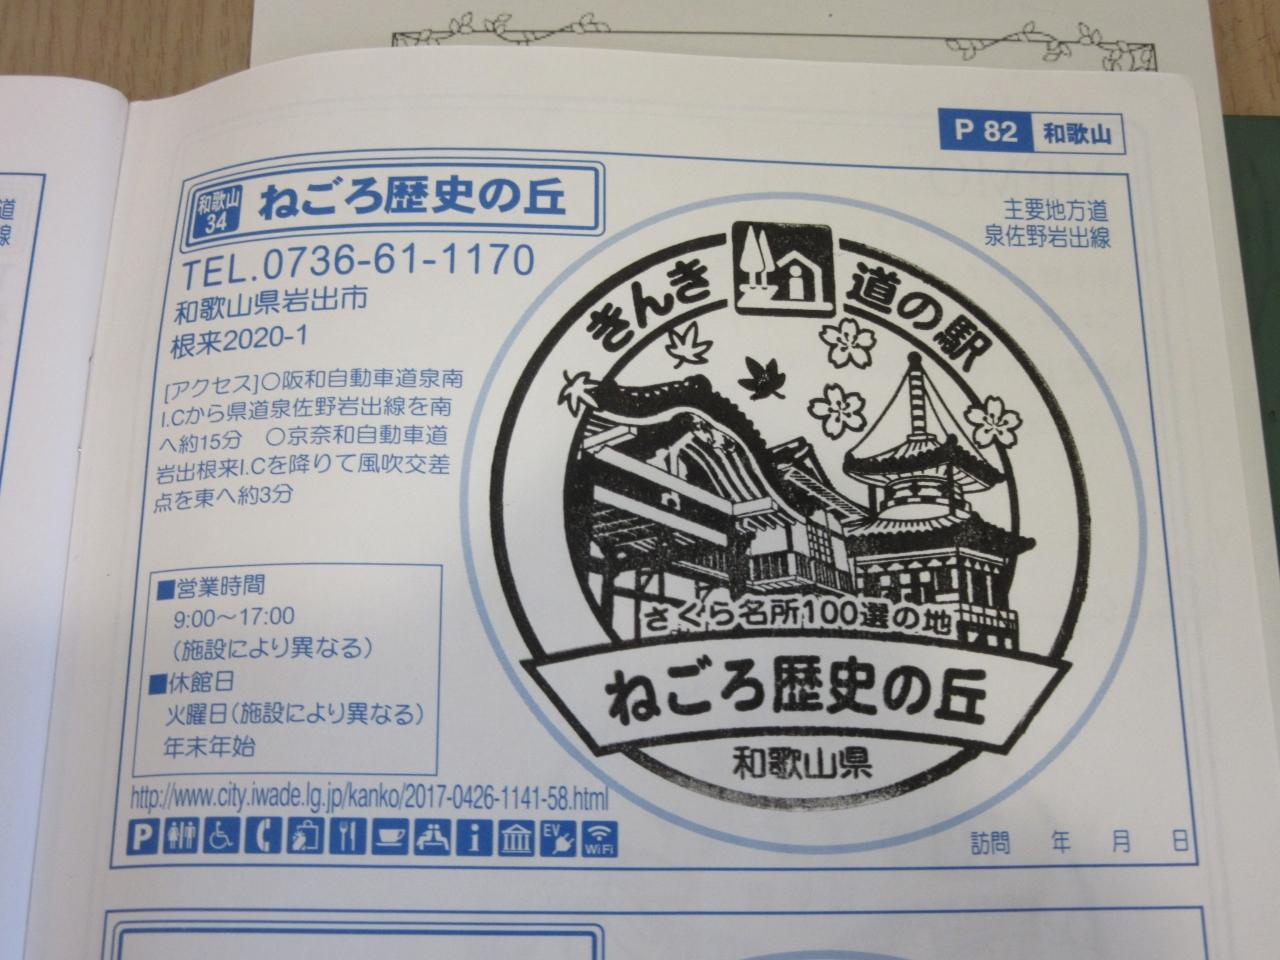 P 82 和歌山
和歌山
34
ねごろ歴史の丘
主要地方道
泉佐野岩出線
TEL.0736-61-1170
和歌山県岩出市
根来2020-1
[アクセス]〇阪和自動車道泉南
I.Cから県道泉佐野岩出線を南
へ約15分 〇京奈和自動車道
岩出根来I.Cを降りて風吹交差
点を東へ約3分
■営業時間
9:00〜17:00
(施設により異なる)
■休館日
火曜日(施設により異なる)
年末年始
http://www.city.iwade.lg.jp/kanko/2017-0426-1141-58.html
P
i
EV
WiFi
きんき 道の駅
さくら名所100選の地
ねごろ歴史の丘
和歌山県
訪問 年 月 日
道
線